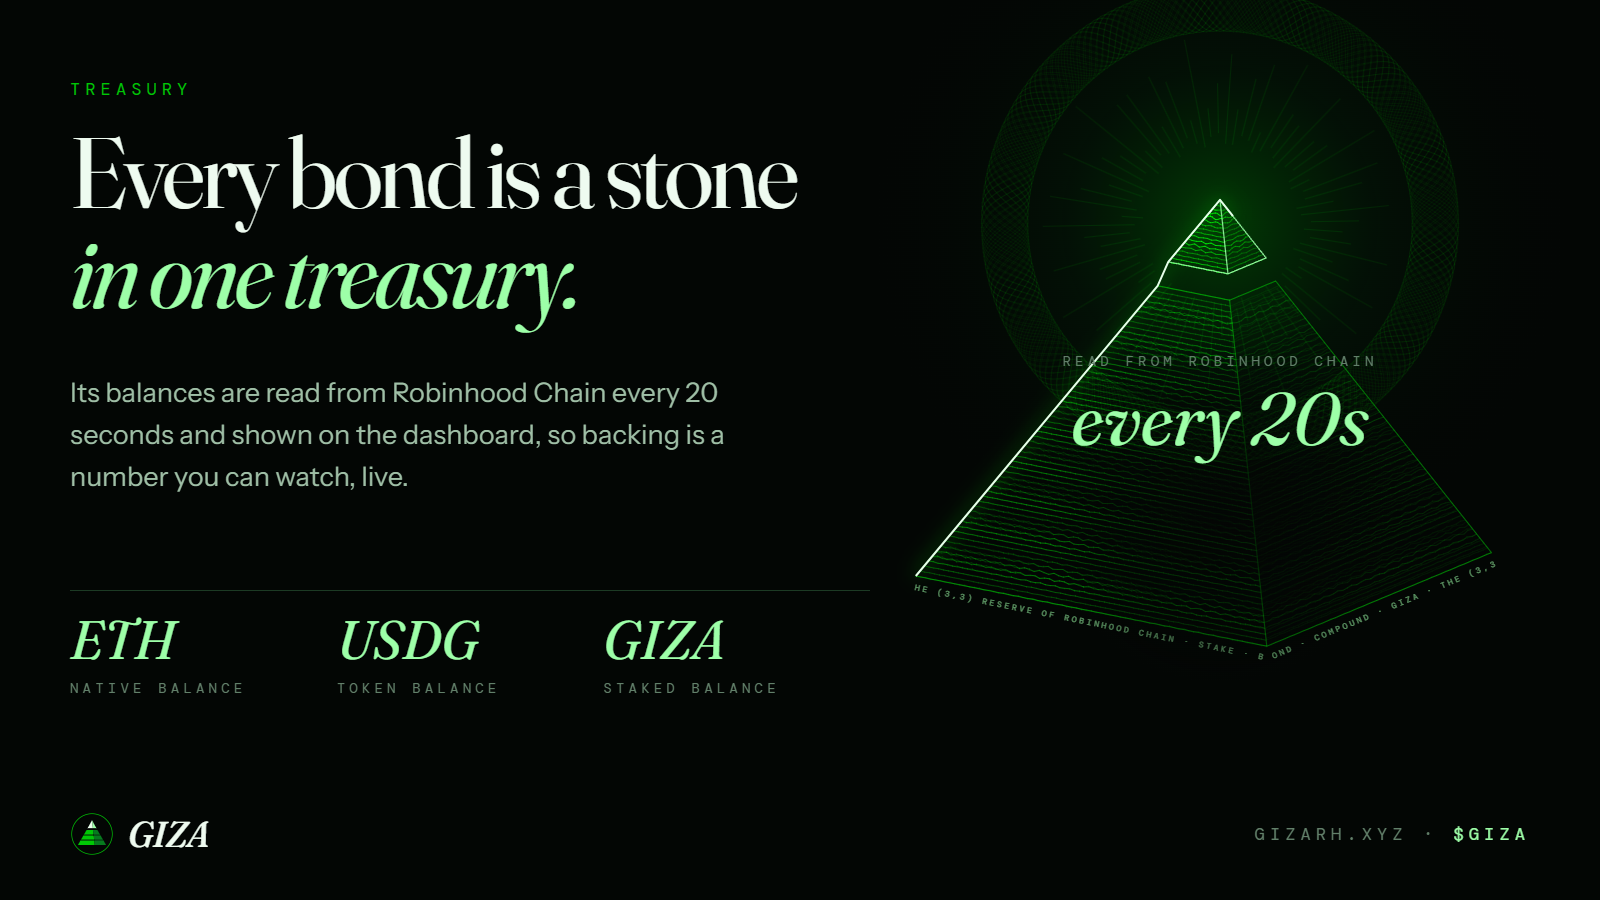 TREASURY
Every bond is a stone
in one treasury.
Its balances are read from Robinhood Chain every 20
seconds and shown on the dashboard, so backing is a
number you can watch, live.
ETH
NATIVE BALANCE
USDG
TOKEN BALANCE
GIZA
STAKED BALANCE
READ FROM ROBINHOOD CHAIN
every 20s
HE (3,3) RESERVE OF ROBINHOOD CHAIN · STAKE · B
OND · COMPOUND · GIZA · THE (3,3
GIZA
GIZARH.XYZ · $GIZA